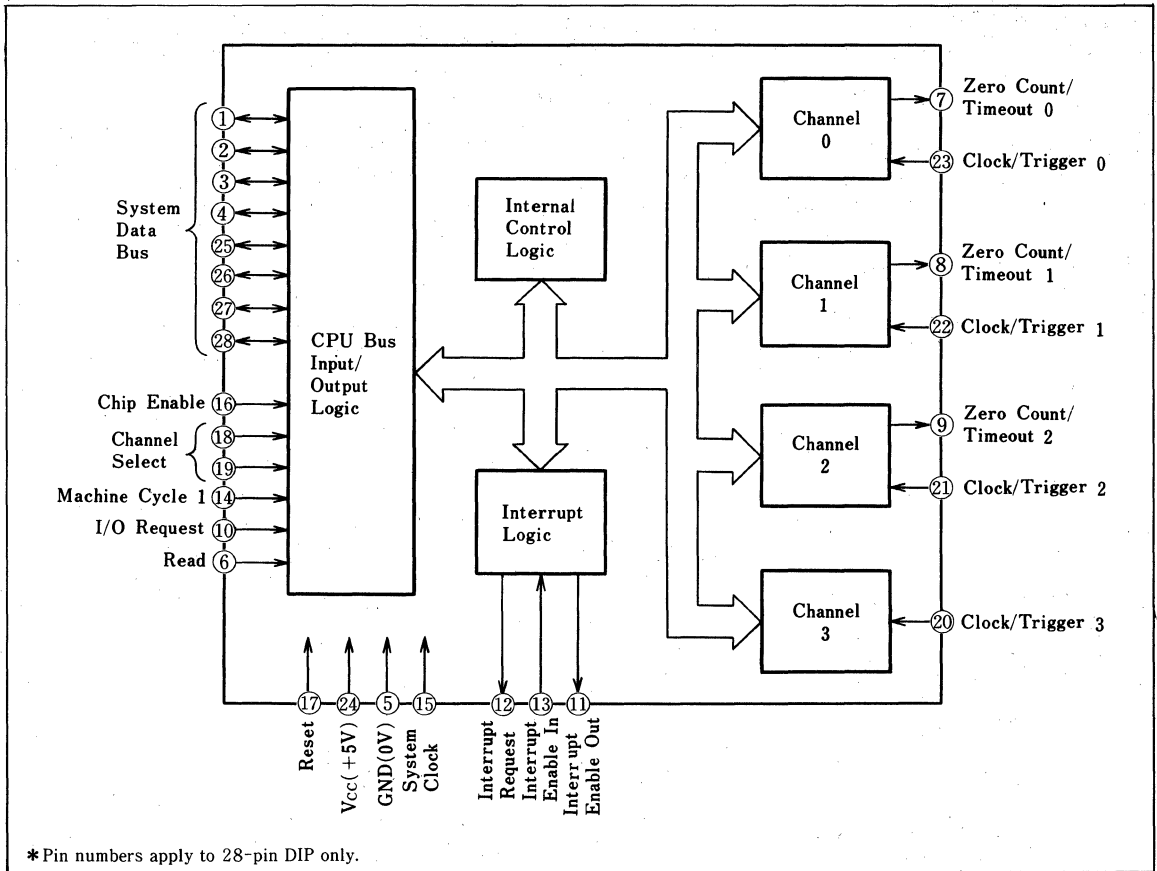 System
Data
Bus
1
2
3
4
25
26
27
28
Chip Enable 16
Channel
Select
18
19
Machine Cycle 1 14
I/O Request 10
Read 6
CPU Bus
Input/
Output
Logic
Internal
Control
Logic
Interrupt
Logic
Channel
0
Channel
1
Channel
2
Channel
3
7 Zero Count/
Timeout 0
23 Clock/Trigger 0
8 Zero Count/
Timeout 1
22 Clock/Trigger 1
9 Zero Count/
Timeout 2
21 Clock/Trigger 2
20 Clock/Trigger 3
17
24
5
15
12
13
11
Reset
Vcc(+5V)
GND(0V)
System
Clock
Interrupt
Request
Interrupt
Enable In
Interrupt
Enable Out
*Pin numbers apply to 28-pin DIP only.